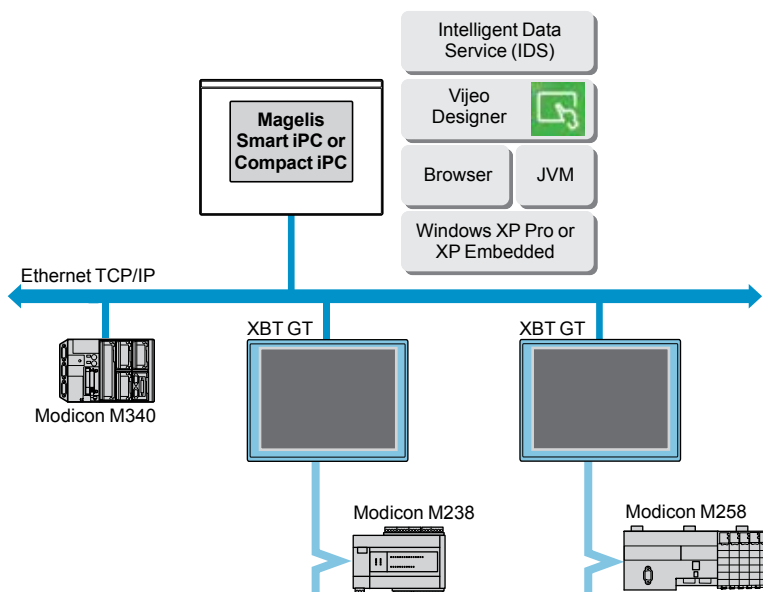 Intelligent Data
Service (IDS)
Vijeo
Designer
Magelis
Smart iPC or
Compact iPC
Browser
JVM
Windows XP Pro or
XP Embedded
Ethernet TCP/IP
XBT GT
XBT GT
Modicon M340
Modicon M238
Modicon M258